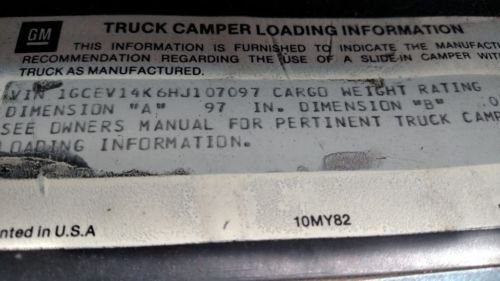 GM TRUCK CAMPER LOADING INFORMATION
THIS INFORMATION IS FURNISHED TO INDICATE THE MANUFACT
RECOMMENDATION REGARDING THE USE OF A SLIDE-IN CAMPER WITH
TRUCK AS MANUFACTURED.
VIN 1GCEV14K6HJ107097 CARGO WEIGHT RATING
DIMENSION "A" 97 IN. DIMENSION "B" .0
SEE OWNERS MANUAL FOR PERTINENT TRUCK CAMP
LOADING INFORMATION.
nted in U.S.A
10MY82